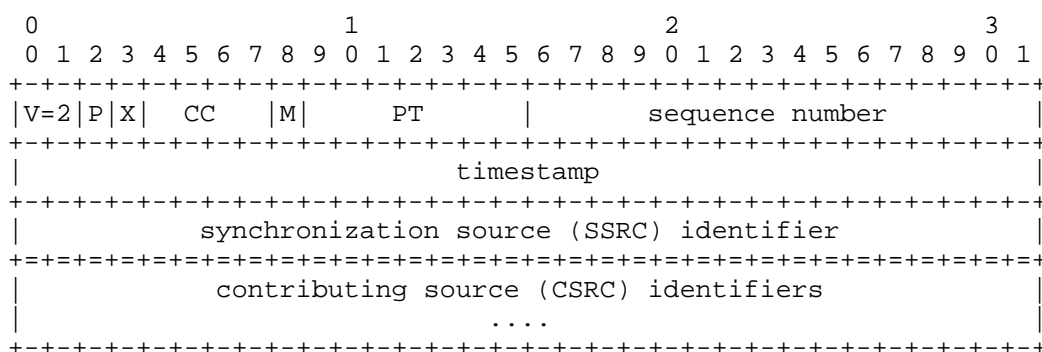 0                   1                   2                   3
 0 1 2 3 4 5 6 7 8 9 0 1 2 3 4 5 6 7 8 9 0 1 2 3 4 5 6 7 8 9 0 1
+-+-+-+-+-+-+-+-+-+-+-+-+-+-+-+-+-+-+-+-+-+-+-+-+-+-+-+-+-+-+-+-+
|V=2|P|X|  CC   |M|     PT      |       sequence number         |
+-+-+-+-+-+-+-+-+-+-+-+-+-+-+-+-+-+-+-+-+-+-+-+-+-+-+-+-+-+-+-+-+
|                           timestamp                           |
+-+-+-+-+-+-+-+-+-+-+-+-+-+-+-+-+-+-+-+-+-+-+-+-+-+-+-+-+-+-+-+-+
|           synchronization source (SSRC) identifier            |
+=+=+=+=+=+=+=+=+=+=+=+=+=+=+=+=+=+=+=+=+=+=+=+=+=+=+=+=+=+=+=+=+
|            contributing source (CSRC) identifiers             |
|                             ....                              |
+-+-+-+-+-+-+-+-+-+-+-+-+-+-+-+-+-+-+-+-+-+-+-+-+-+-+-+-+-+-+-+-+